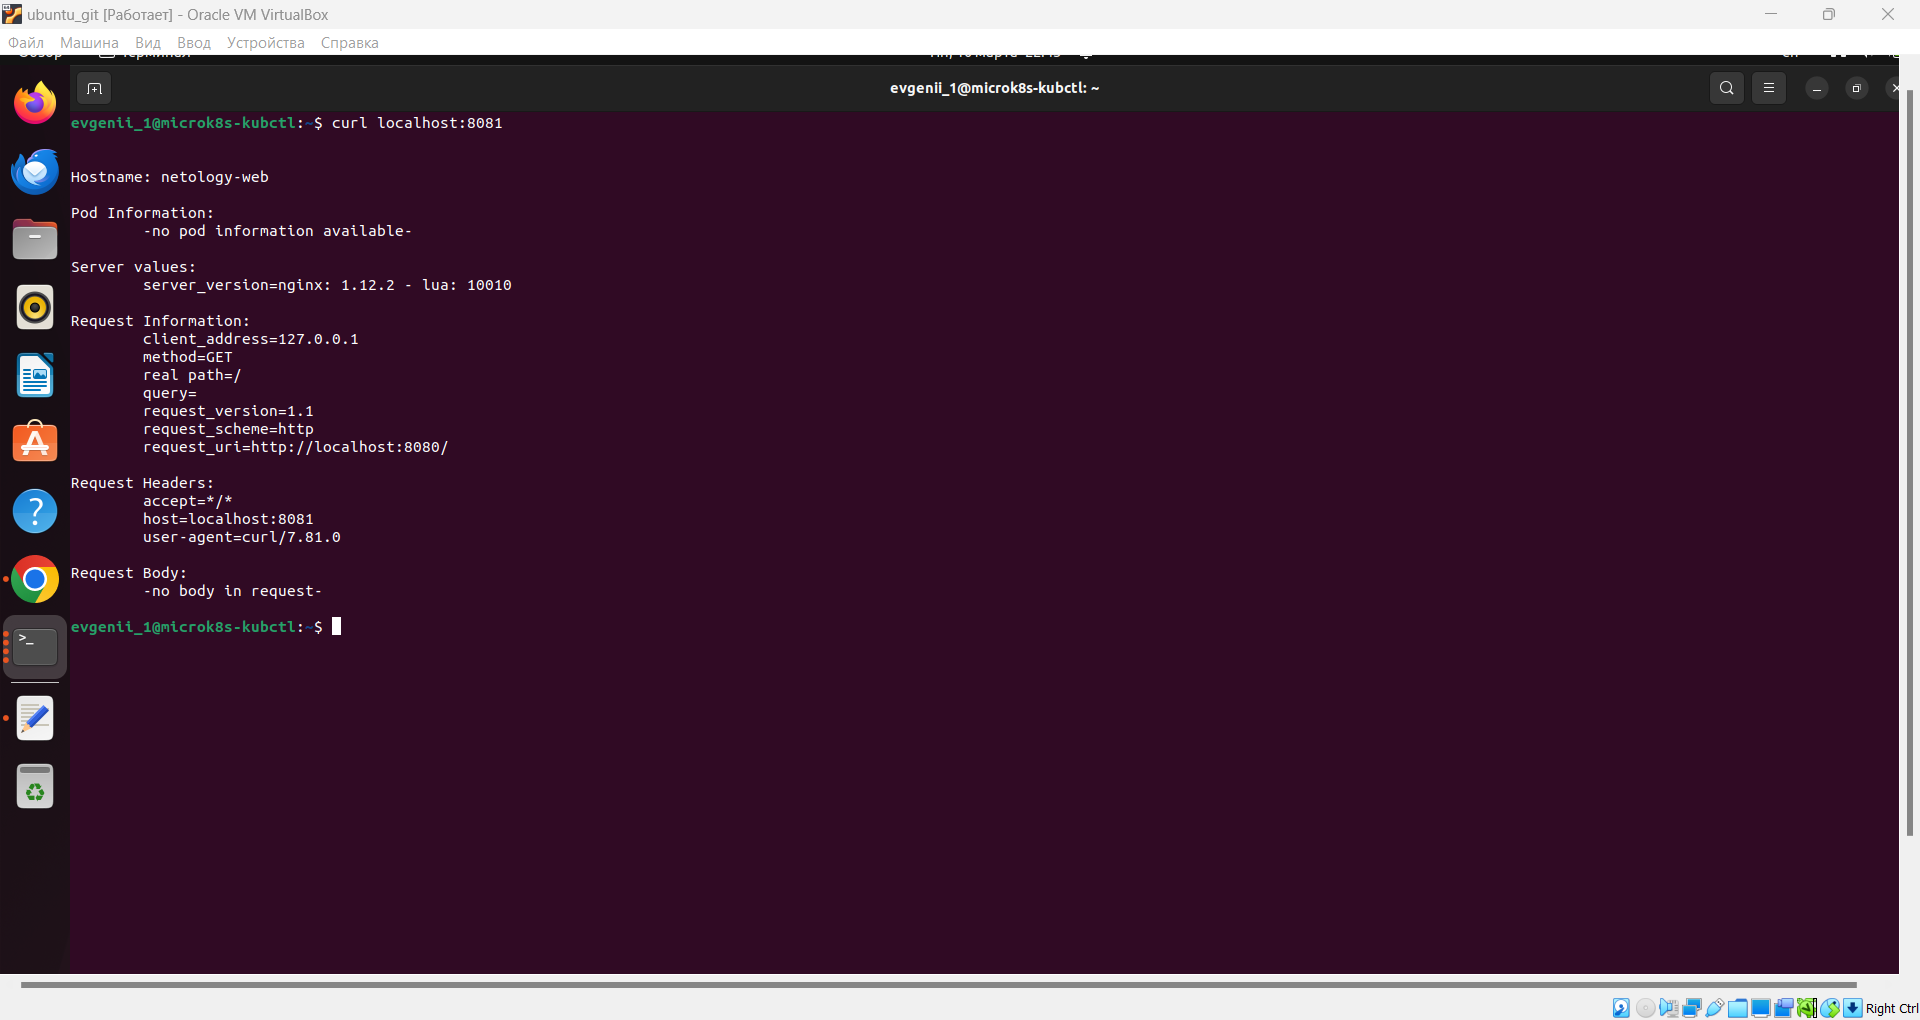 ubuntu_git [Работает] - Oracle VM VirtualBox
Файл Машина Вид Ввод Устройства Справка
evgenii_1@microk8s-kubctl: ~
evgenii_1@microk8s-kubctl:~$ curl localhost:8081
Hostname: netology-web
Pod Information:
-no pod information available-
Server values:
server_version=nginx: 1.12.2 - lua: 10010
Request Information:
client_address=127.0.0.1
method=GET
real path=/
query=
request_version=1.1
request_scheme=http
request_uri=http://localhost:8080/
Request Headers:
accept=*/*
host=localhost:8081
user-agent=curl/7.81.0
Request Body:
-no body in request-
evgenii_1@microk8s-kubctl:~$
Right Ctrl